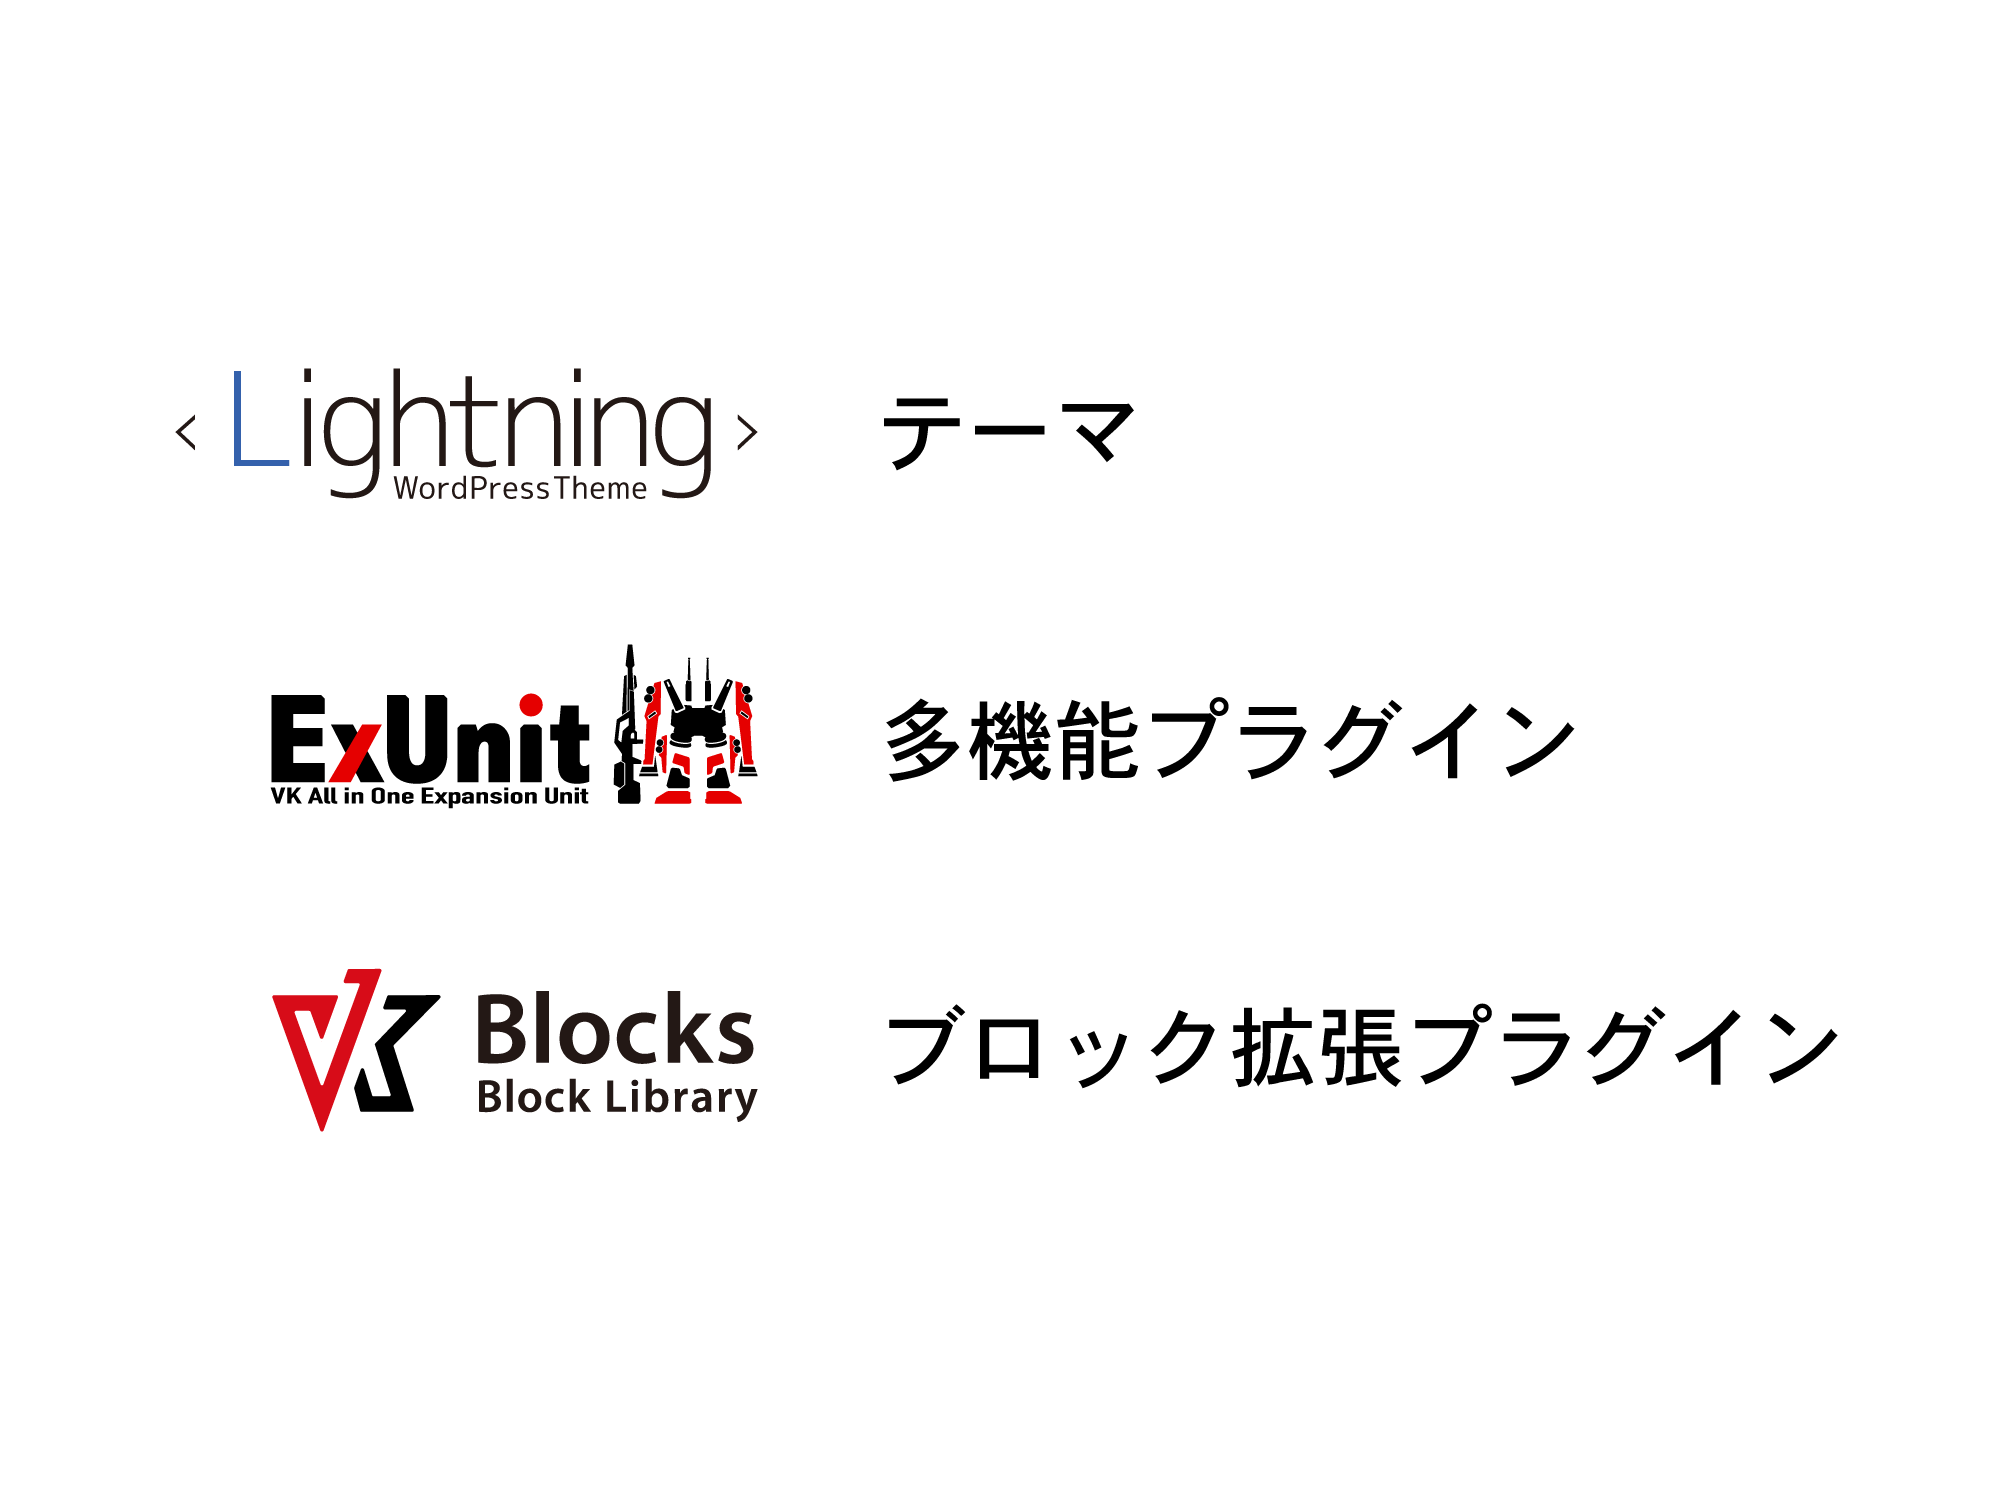 < Lightning >
WordPress Theme
テーマ
ExUnit
VK All in One Expansion Unit
多機能プラグイン
VK Blocks
Block Library
ブロック拡張プラグイン